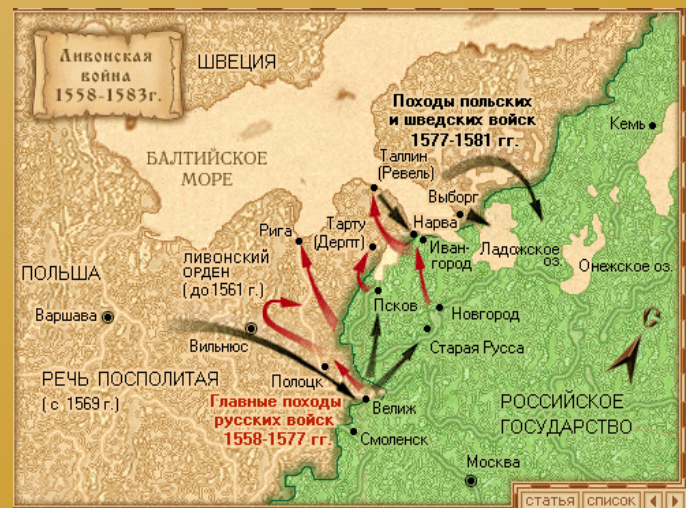 Ливонская
война
1558-1583г.
ШВЕЦИЯ
Походы польских
и шведских войск
1577-1581 гг.
Кемь
БАЛТИЙСКОЕ
МОРЕ
Таллин
(Ревель)
Выборг
Рига
Тарту
(Дерпт)
Нарва
Иван-
город
Ладожское
оз.
Онежское оз.
ЛИВОНСКИЙ
ОРДЕН
(до 1561 г.)
ПОЛЬША
Варшава
Псков
Новгород
С
Вильнюс
Старая Русса
РЕЧЬ ПОСПОЛИТАЯ
(с 1569 г.)
Полоцк
Главные походы
русских войск
1558-1577 гг.
Велиж
РОССИЙСКОЕ
ГОСУДАРСТВО
Смоленск
Москва
статья список